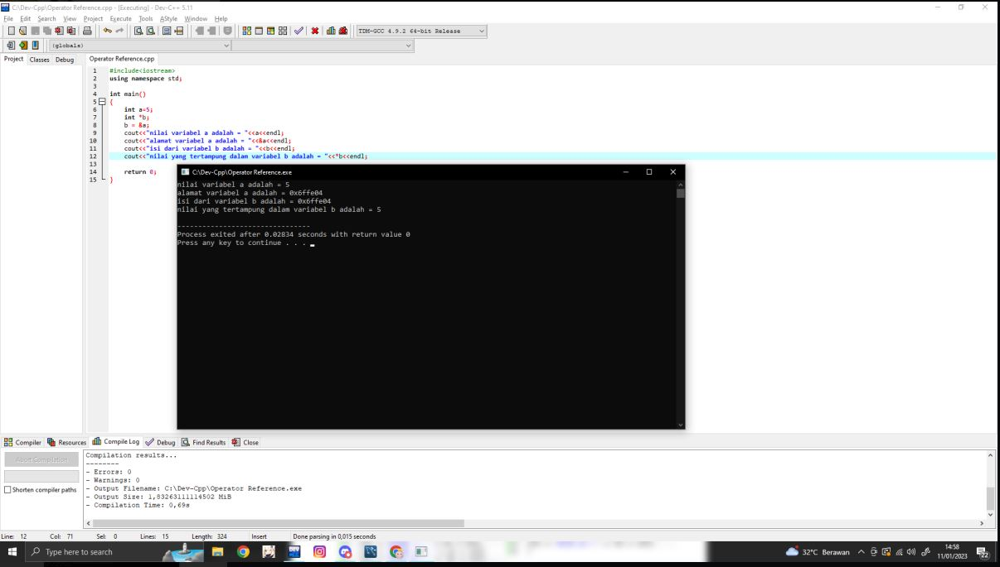 C:\Dev-Cpp\Operator Reference.cpp - [Executing] - Dev-C++ 5.11
File Edit Search View Project Execute Tools AStyle Window Help
TDM-GCC 4.9.2 64-bit Release
(globals)
Project Classes Debug
Operator Reference.cpp
1 #include<iostream>
2 using namespace std;
3
4 int main()
5 {
6 int a=5;
7 int *b;
8 b = &a;
9 cout<<"nilai variabel a adalah = "<<a<<endl;
10 cout<<"alamat variabel a adalah = "<<&a<<endl;
11 cout<<"isi dari variabel b adalah = "<<b<<endl;
12 cout<<"nilai yang tertampung dalam variabel b adalah = "<<*b<<endl;
13
14 return 0;
15 }
C:\Dev-Cpp\Operator Reference.exe
nilai variabel a adalah = 5
alamat variabel a adalah = 0x6ffe04
isi dari variabel b adalah = 0x6ffe04
nilai yang tertampung dalam variabel b adalah = 5
--------------------------------
Process exited after 0.02834 seconds with return value 0
Press any key to continue . . .
Compiler Resources Compile Log Debug Find Results Close
Abort Compilation
Shorten compiler paths
Compilation results...
--------
- Errors: 0
- Warnings: 0
- Output Filename: C:\Dev-Cpp\Operator Reference.exe
- Output Size: 1,83263111114502 MiB
- Compilation Time: 0,69s
Line: 12 Col: 71 Sel: 0 Lines: 15 Length: 324 Insert Done parsing in 0,015 seconds
Type here to search
DEV
32°C Berawan
14:58
11/01/2023
22